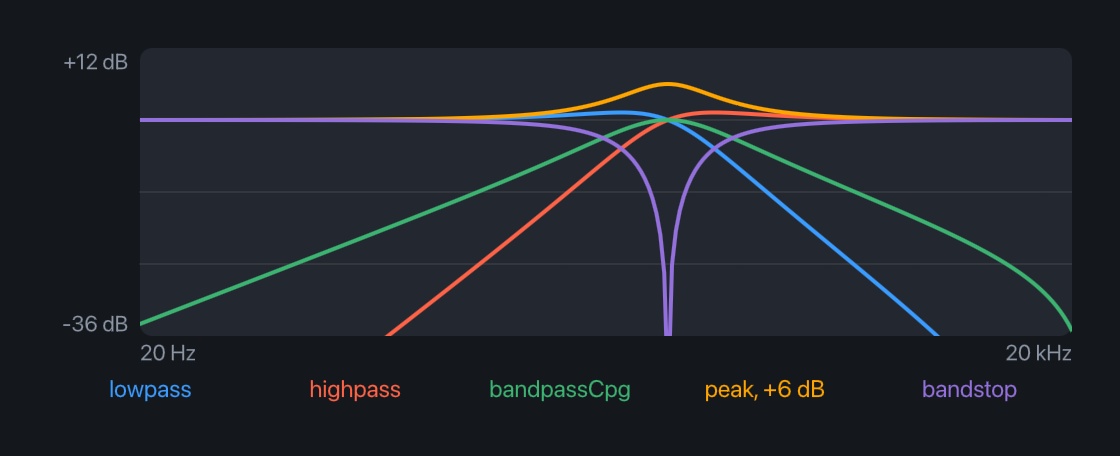 +12 dB
-36 dB
20 Hz 20 kHz
lowpass highpass bandpassCpg peak, +6 dB bandstop